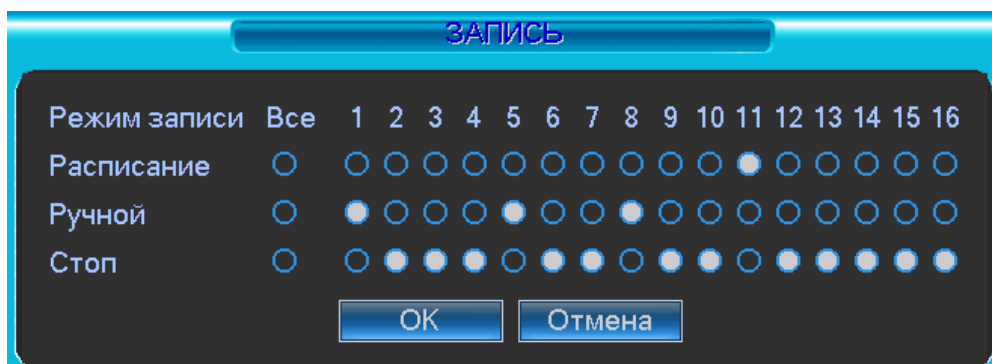 ЗАПИСЬ
Режим записи Все 1 2 3 4 5 6 7 8 9 10 11 12 13 14 15 16
Расписание
Ручной
Стоп
OK Отмена